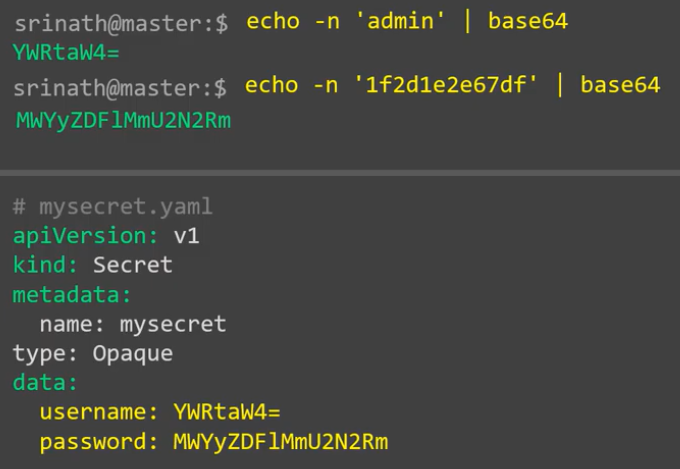 srinath@master:$ echo -n 'admin' | base64
YWRtaW4=
srinath@master:$ echo -n '1f2d1e2e67df' | base64
MWYyZDFlMmU2N2Rm
# mysecret.yaml
apiVersion: v1
kind: Secret
metadata:
  name: mysecret
type: Opaque
data:
  username: YWRtaW4=
  password: MWYyZDFlMmU2N2Rm